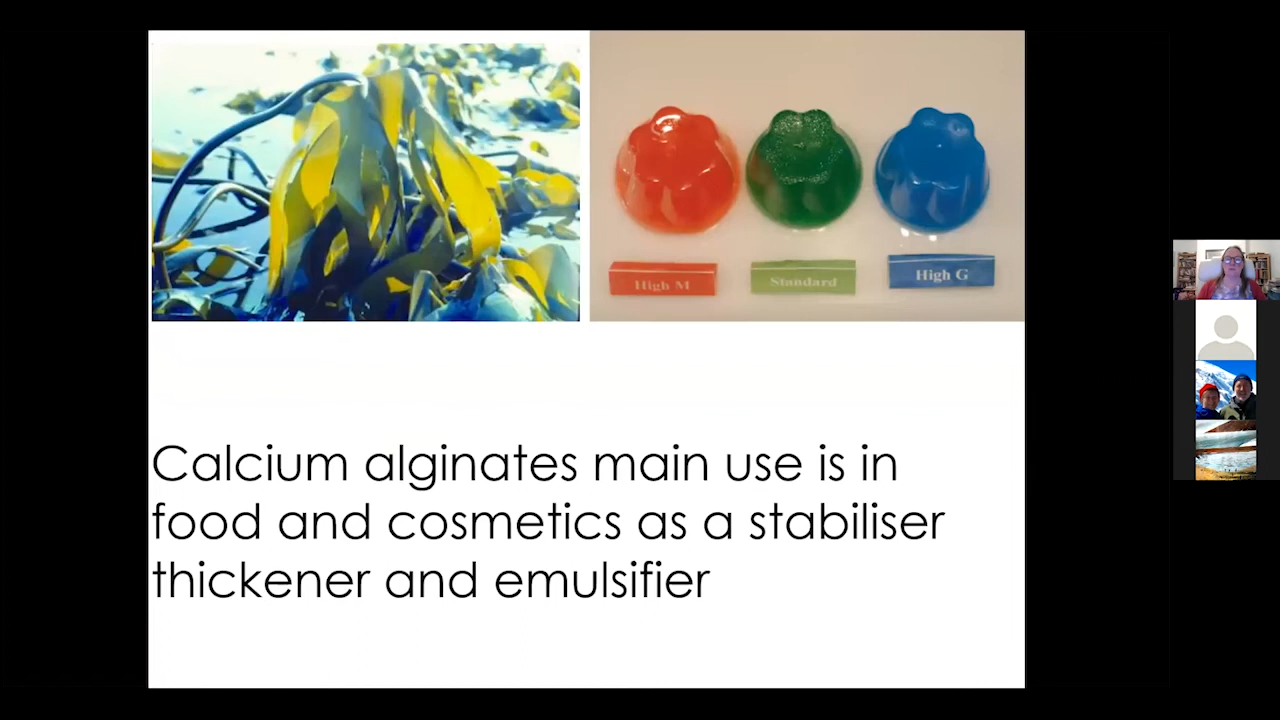 High M
Standard
High G
Calcium alginates main use is in
food and cosmetics as a stabiliser
thickener and emulsifier